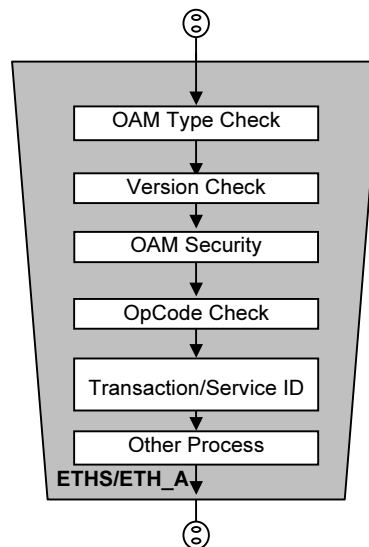 OAM Type Check
Version Check
OAM Security
OpCode Check
Transaction/Service ID
Other Process
ETHS/ETH_A